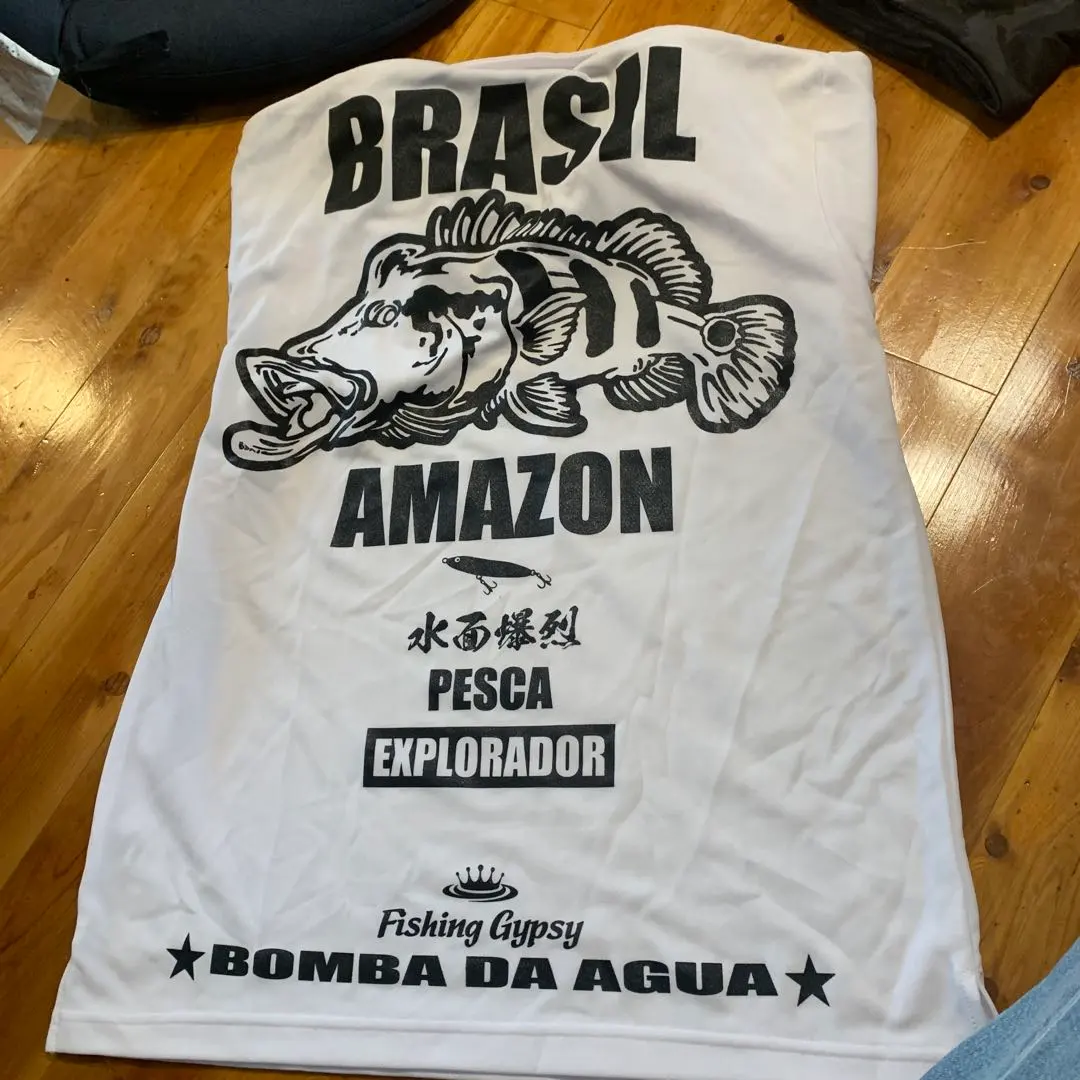 BRASIL
AMAZON
水面爆烈
PESCA
EXPLORADOR
Fishing Gypsy
★BOMBA DA AGUA★